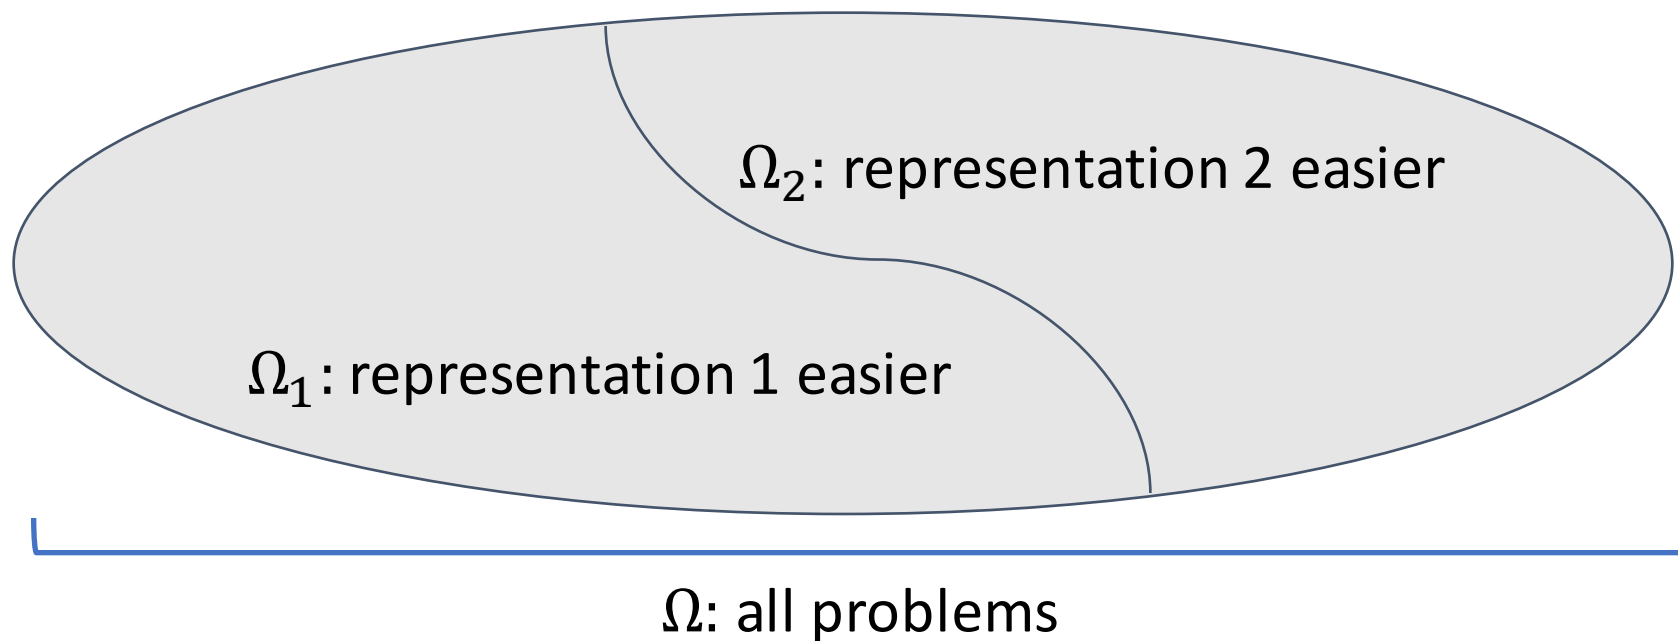 Ω₂: representation 2 easier
Ω₁: representation 1 easier
Ω: all problems